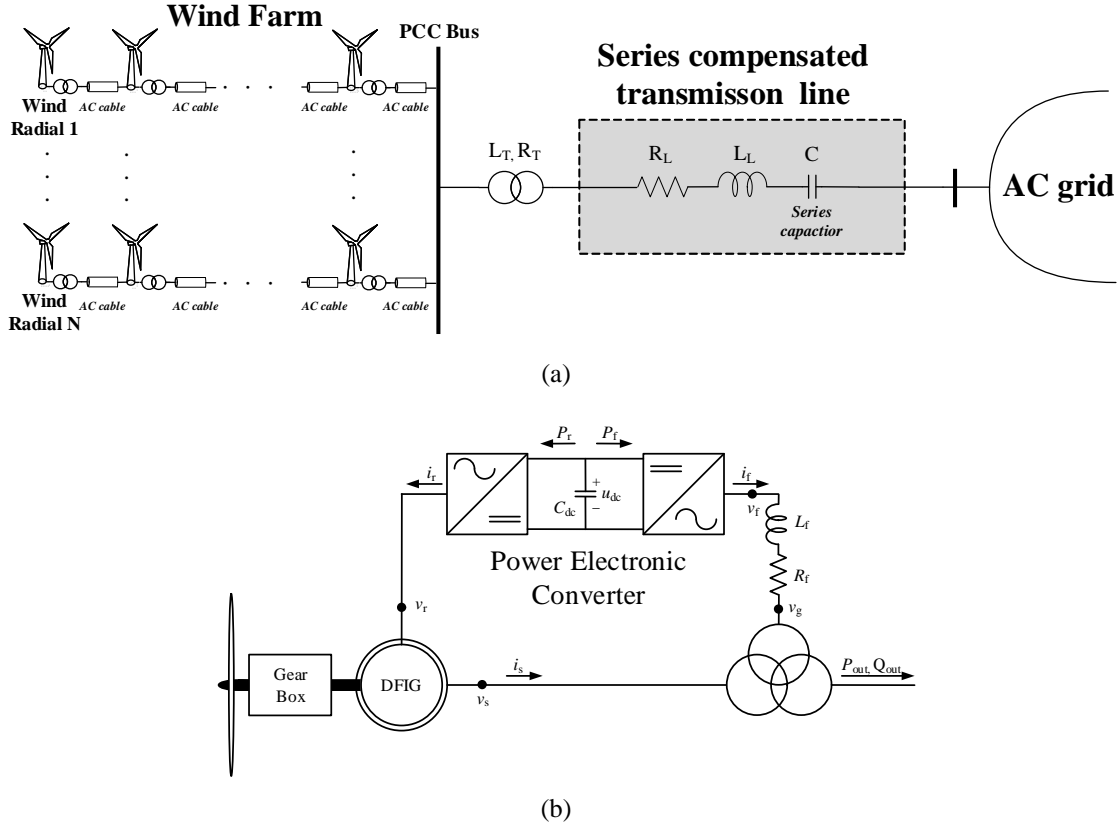 Wind Farm
PCC Bus
Series compensated
transmisson line
AC cable
AC cable
AC cable
AC cable
Wind
Radial 1
L_T, R_T
R_L
L_L
C
Series
capactior
AC grid
AC cable
AC cable
AC cable
AC cable
Wind
Radial N
(a)
P_r
P_f
i_r
i_f
C_dc
+
u_dc
−
v_f
L_f
R_f
Power Electronic
Converter
v_r
v_g
Gear
Box
DFIG
i_s
v_s
P_out, Q_out
(b)